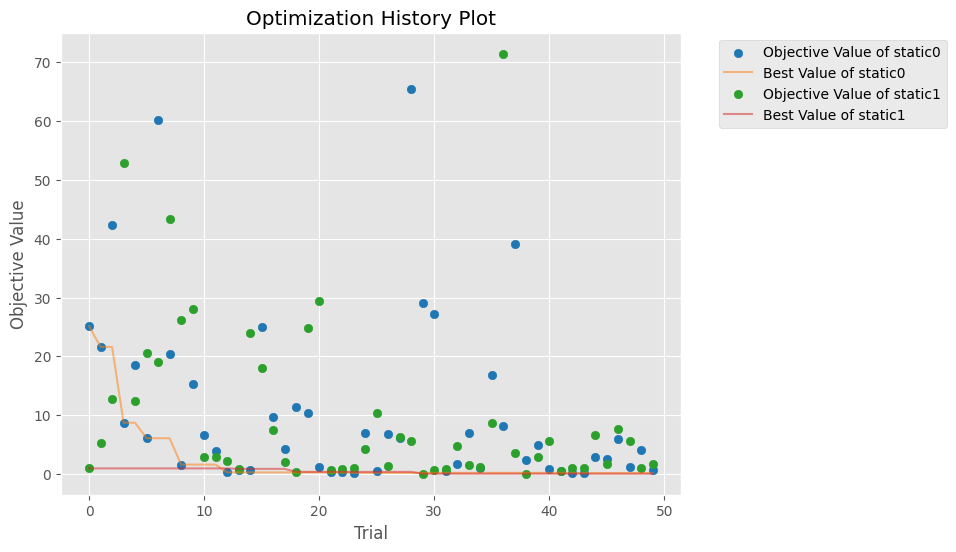 Optimization History Plot
Objective Value of static0
Best Value of static0
Objective Value of static1
Best Value of static1
Objective Value
70
60
50
40
30
20
10
0
0 10 20 30 40 50
Trial